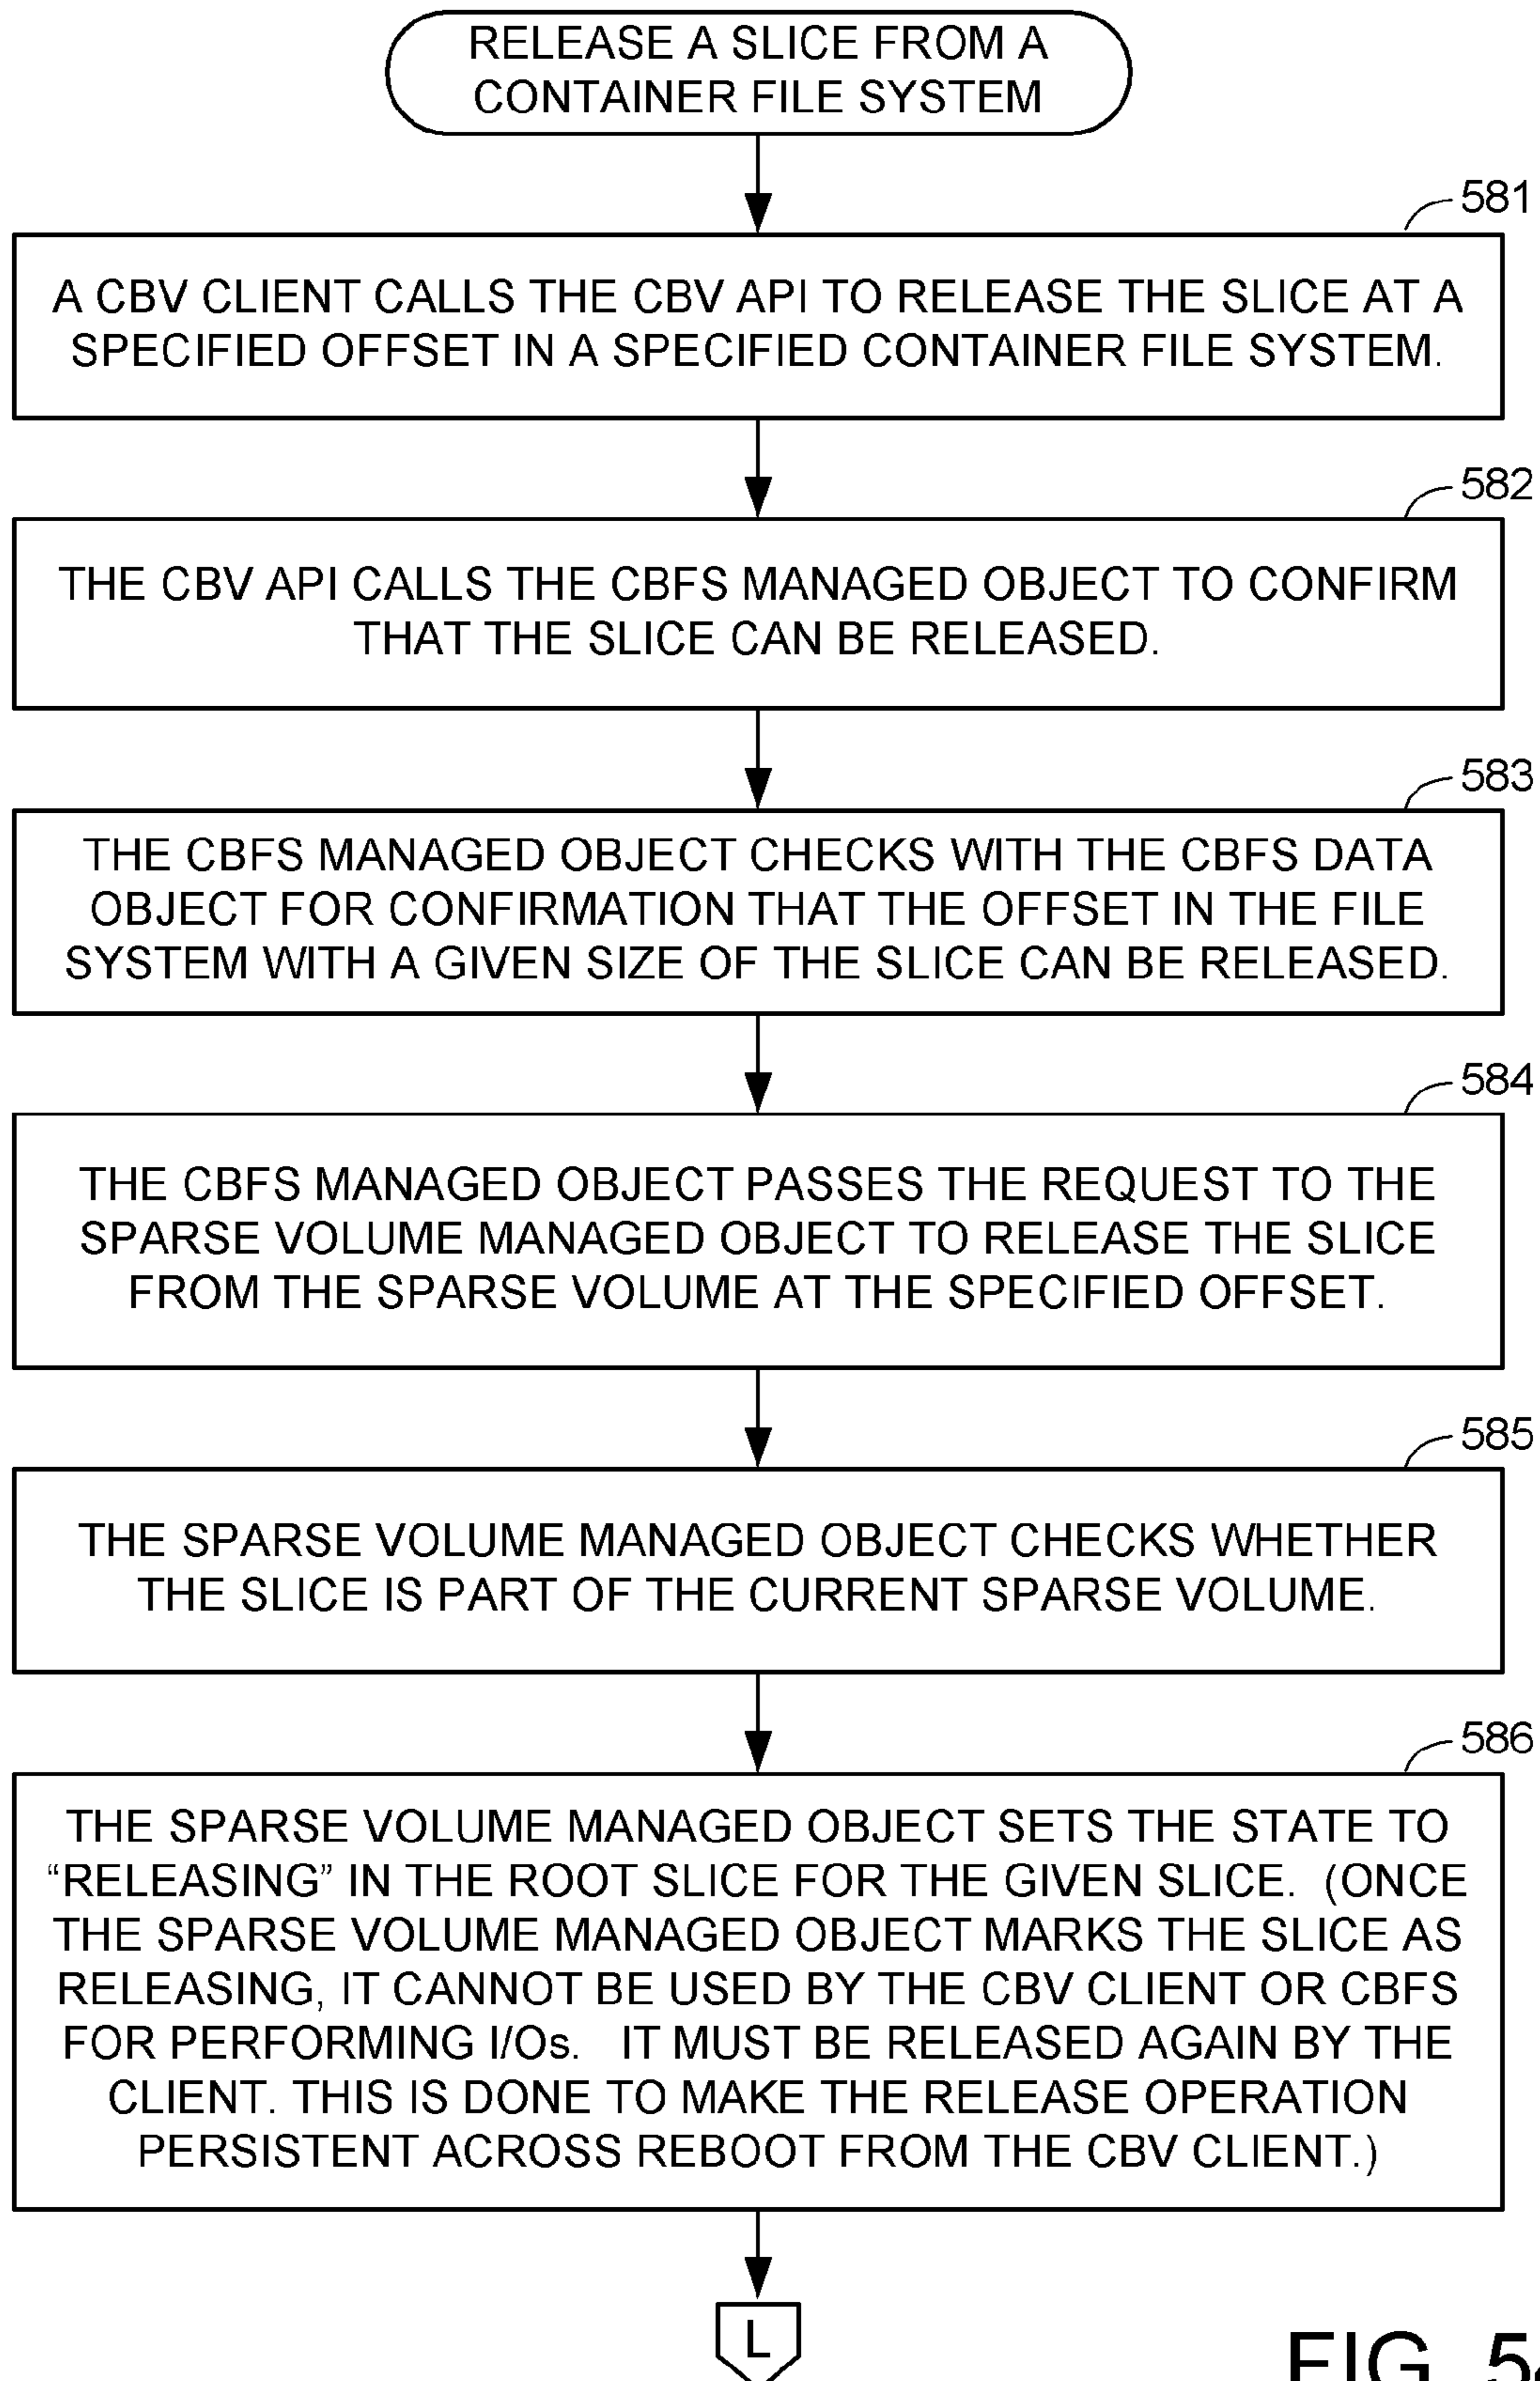 RELEASE A SLICE FROM A
CONTAINER FILE SYSTEM
581
A CBV CLIENT CALLS THE CBV API TO RELEASE THE SLICE AT A
SPECIFIED OFFSET IN A SPECIFIED CONTAINER FILE SYSTEM.
582
THE CBV API CALLS THE CBFS MANAGED OBJECT TO CONFIRM
THAT THE SLICE CAN BE RELEASED.
583
THE CBFS MANAGED OBJECT CHECKS WITH THE CBFS DATA
OBJECT FOR CONFIRMATION THAT THE OFFSET IN THE FILE
SYSTEM WITH A GIVEN SIZE OF THE SLICE CAN BE RELEASED.
584
THE CBFS MANAGED OBJECT PASSES THE REQUEST TO THE
SPARSE VOLUME MANAGED OBJECT TO RELEASE THE SLICE
FROM THE SPARSE VOLUME AT THE SPECIFIED OFFSET.
585
THE SPARSE VOLUME MANAGED OBJECT CHECKS WHETHER
THE SLICE IS PART OF THE CURRENT SPARSE VOLUME.
586
THE SPARSE VOLUME MANAGED OBJECT SETS THE STATE TO
“RELEASING” IN THE ROOT SLICE FOR THE GIVEN SLICE. (ONCE
THE SPARSE VOLUME MANAGED OBJECT MARKS THE SLICE AS
RELEASING, IT CANNOT BE USED BY THE CBV CLIENT OR CBFS
FOR PERFORMING I/Os. IT MUST BE RELEASED AGAIN BY THE
CLIENT. THIS IS DONE TO MAKE THE RELEASE OPERATION
PERSISTENT ACROSS REBOOT FROM THE CBV CLIENT.)
L
FIG.